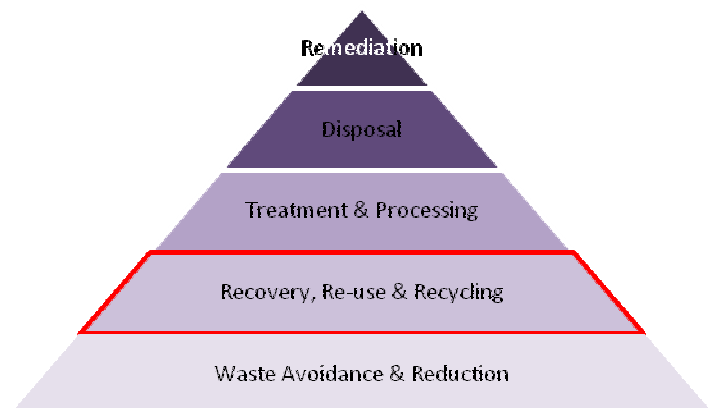 Remediation
Disposal
Treatment & Processing
Recovery, Re-use & Recycling
Waste Avoidance & Reduction